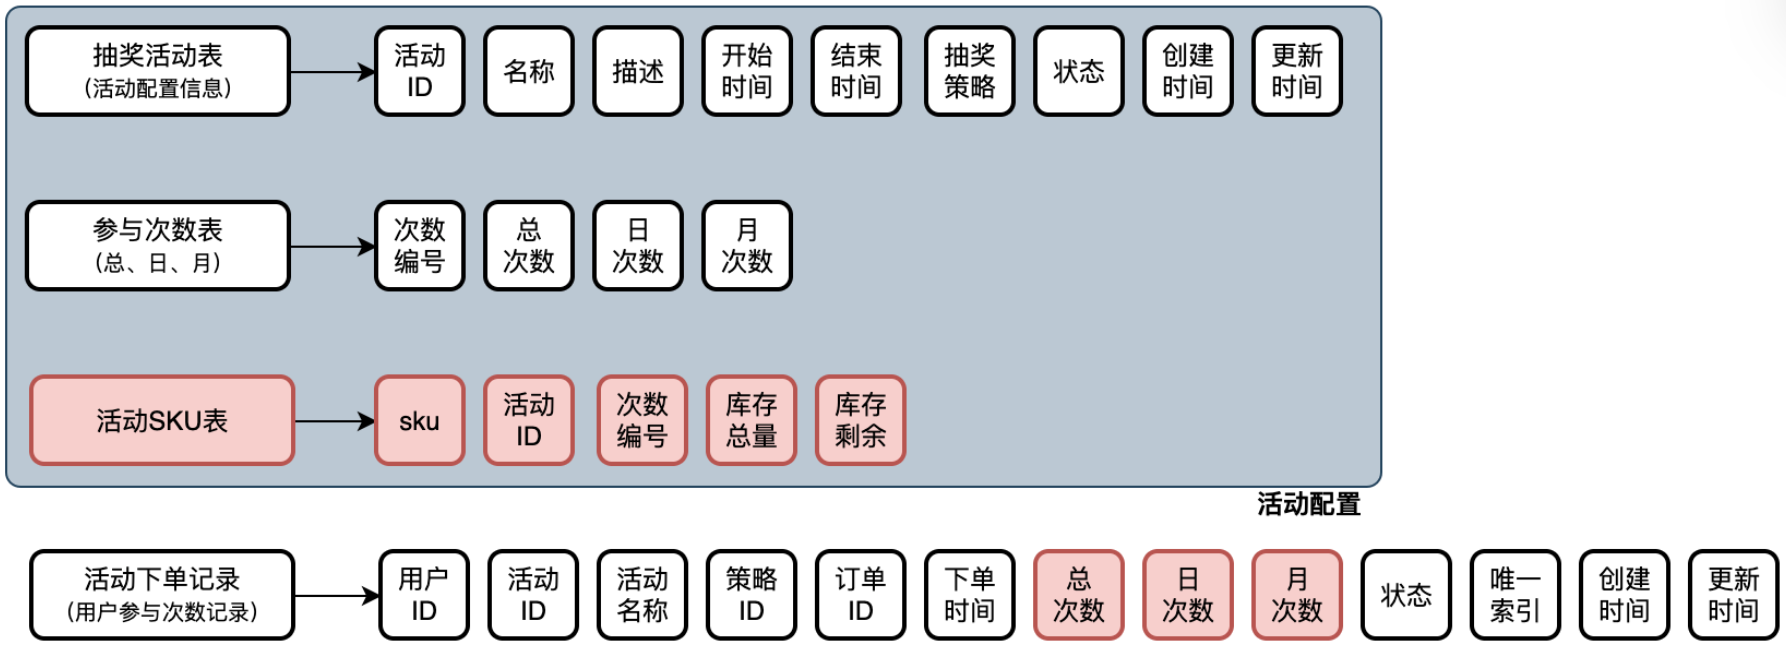 抽奖活动表
(活动配置信息)
活动
ID
名称
描述
开始
时间
结束
时间
抽奖
策略
状态
创建
时间
更新
时间
参与次数表
(总、日、月)
次数
编号
总
次数
日
次数
月
次数
活动SKU表
sku
活动
ID
次数
编号
库存
总量
库存
剩余
活动配置
活动下单记录
(用户参与次数记录)
用户
ID
活动
ID
活动
名称
策略
ID
订单
ID
下单
时间
总
次数
日
次数
月
次数
状态
唯一
索引
创建
时间
更新
时间